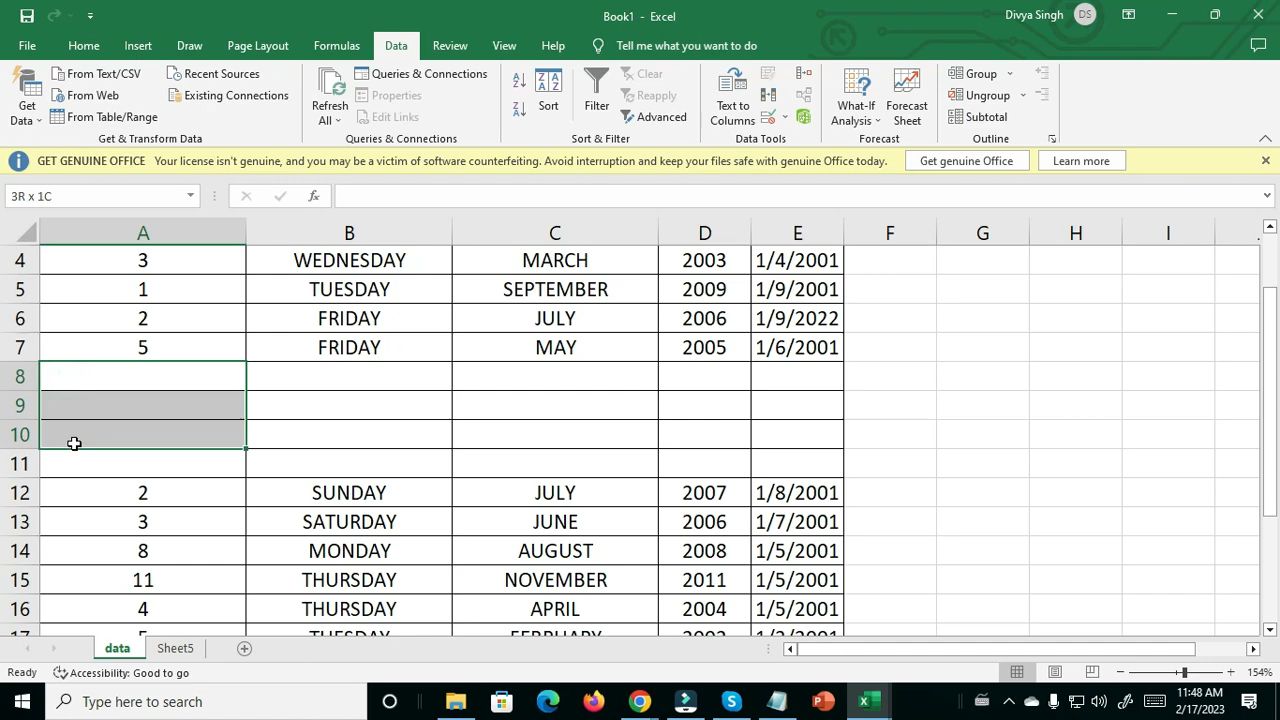 Book1 - Excel
Divya Singh DS
File Home Insert Draw Page Layout Formulas Data Review View Help Tell me what you want to do
Get Data
From Text/CSV
From Web
From Table/Range
Recent Sources
Existing Connections
Get & Transform Data
Refresh All
Queries & Connections
Properties
Edit Links
Queries & Connections
Sort
Filter
Clear
Reapply
Advanced
Sort & Filter
Text to Columns
Data Tools
What-If Analysis
Forecast Sheet
Forecast
Group
Ungroup
Subtotal
Outline
GET GENUINE OFFICE Your license isn't genuine, and you may be a victim of software counterfeiting. Avoid interruption and keep your files safe with genuine Office today. Get genuine Office Learn more
3R x 1C fx
A B C D E F G H I
4 3 WEDNESDAY MARCH 2003 1/4/2001
5 1 TUESDAY SEPTEMBER 2009 1/9/2001
6 2 FRIDAY JULY 2006 1/9/2022
7 5 FRIDAY MAY 2005 1/6/2001
8
9
10
11
12 2 SUNDAY JULY 2007 1/8/2001
13 3 SATURDAY JUNE 2006 1/7/2001
14 8 MONDAY AUGUST 2008 1/5/2001
15 11 THURSDAY NOVEMBER 2011 1/5/2001
16 4 THURSDAY APRIL 2004 1/5/2001
data Sheet5
Ready Accessibility: Good to go 154%
Type here to search
11:48 AM
2/17/2023